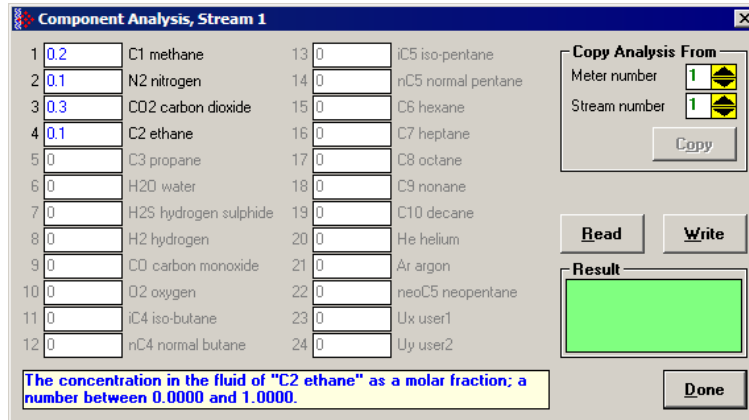 Component Analysis, Stream 1
1 0.2 C1 methane
2 0.1 N2 nitrogen
3 0.3 CO2 carbon dioxide
4 0.1 C2 ethane
5 0 C3 propane
6 0 H2O water
7 0 H2S hydrogen sulphide
8 0 H2 hydrogen
9 0 CO carbon monoxide
10 0 O2 oxygen
11 0 iC4 iso-butane
12 0 nC4 normal butane
13 0 iC5 iso-pentane
14 0 nC5 normal pentane
15 0 C6 hexane
16 0 C7 heptane
17 0 C8 octane
18 0 C9 nonane
19 0 C10 decane
20 0 He helium
21 0 Ar argon
22 0 neoC5 neopentane
23 0 Ux user1
24 0 Uy user2
Copy Analysis From
Meter number 1
Stream number 1
Copy
Read Write
Result
The concentration in the fluid of "C2 ethane" as a molar fraction; a
number between 0.0000 and 1.0000.
Done